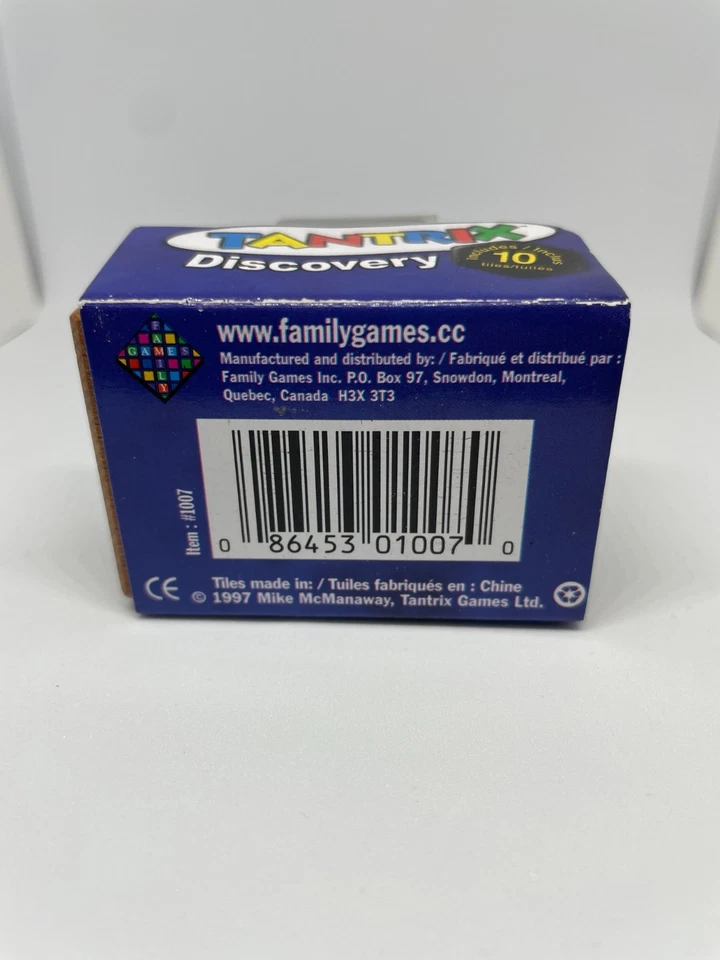 TANTRIX
Discovery
Includes / Inclus
10
tiles/tuiles
FAMILY
GAMES
www.familygames.cc
Manufactured and distributed by: / Fabriqué et distribué par :
Family Games Inc. P.O. Box 97, Snowdon, Montreal,
Quebec, Canada H3X 3T3
Item : #1007
0 86453 01007 0
CE
Tiles made in: / Tuiles fabriqués en : Chine
© 1997 Mike McManaway, Tantrix Games Ltd.